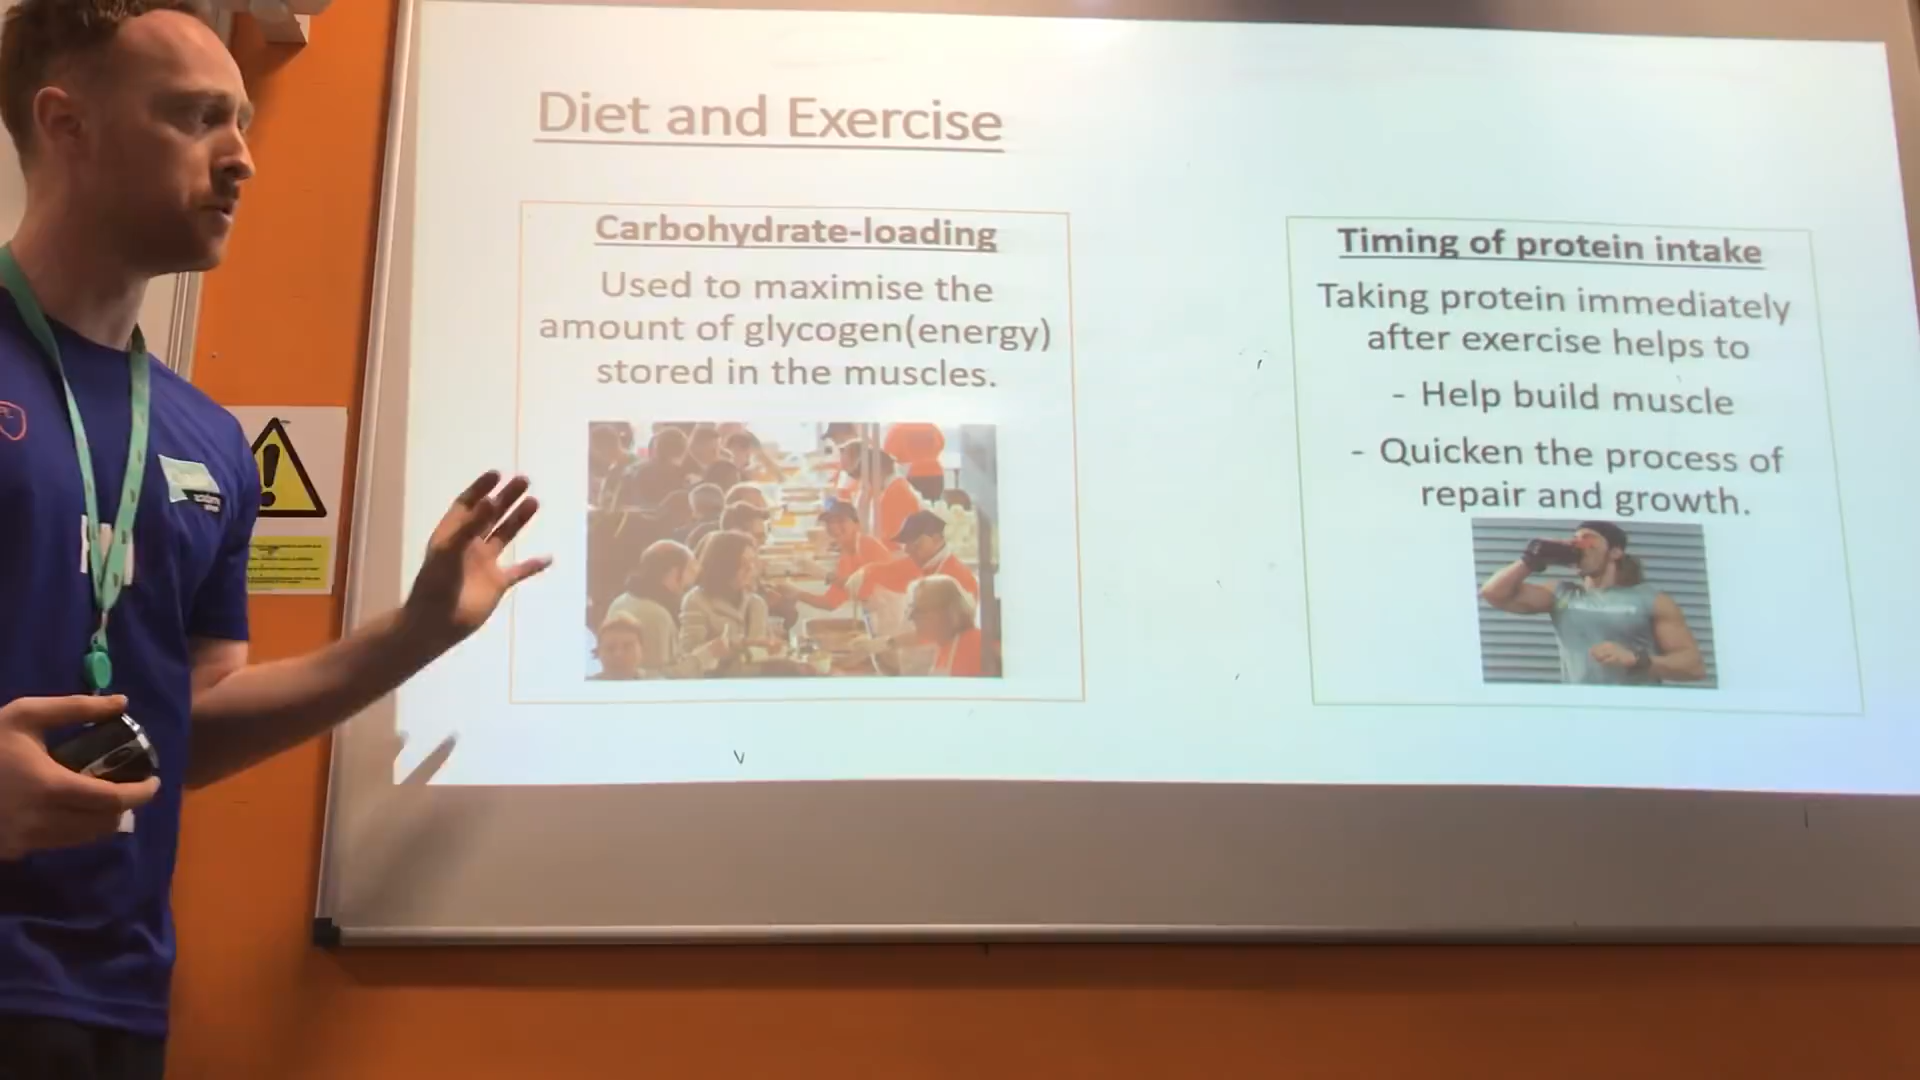 Diet and Exercise
Carbohydrate-loading
Used to maximise the
amount of glycogen(energy)
stored in the muscles.
Timing of protein intake
Taking protein immediately
after exercise helps to
- Help build muscle
- Quicken the process of
repair and growth.